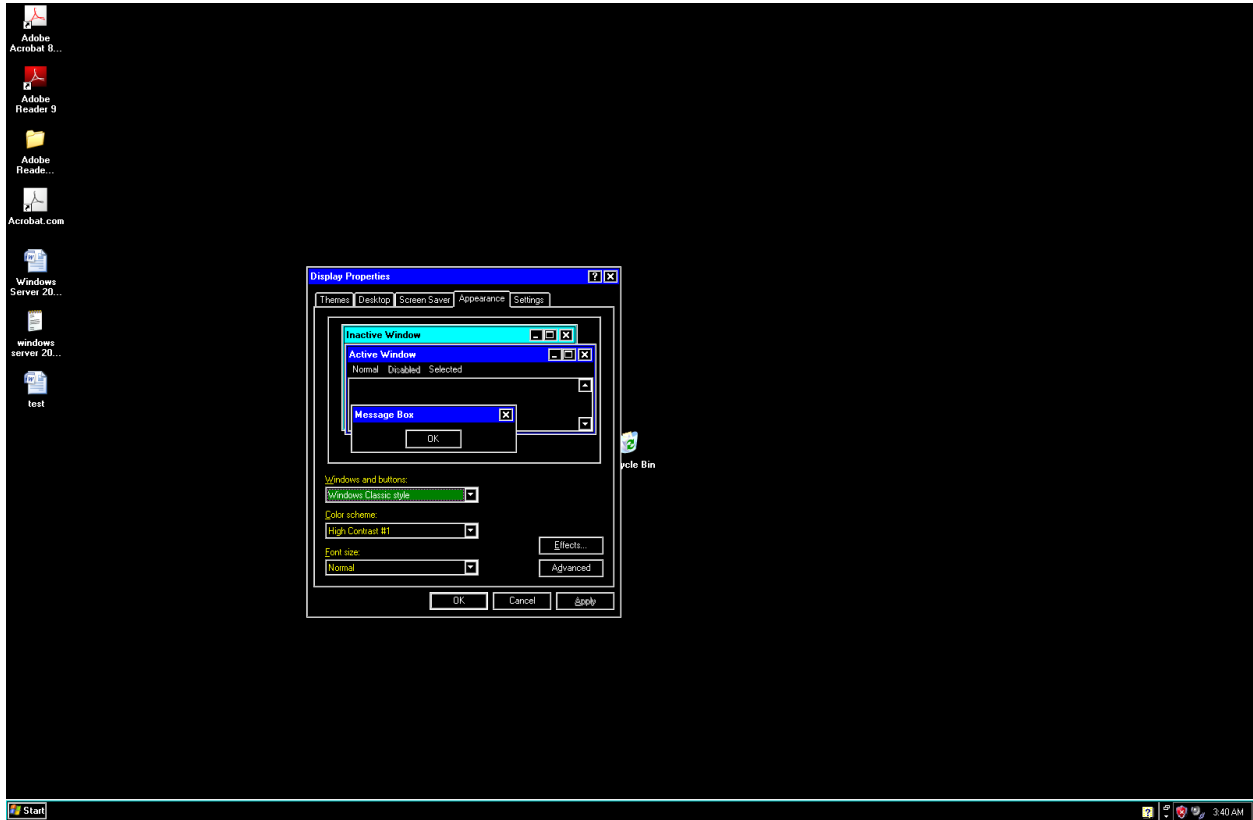 Adobe
Acrobat 8...
Adobe
Reader 9
Adobe
Reade...
Acrobat.com
Windows
Server 20...
windows
server 20...
test
Display Properties
Themes Desktop Screen Saver Appearance Settings
Inactive Window
Active Window
Normal Disabled Selected
Message Box
OK
Windows and buttons:
Windows Classic style
Color scheme:
High Contrast #1
Effects...
Font size:
Normal
Advanced
OK Cancel Apply
ycle Bin
Start
3:40 AM